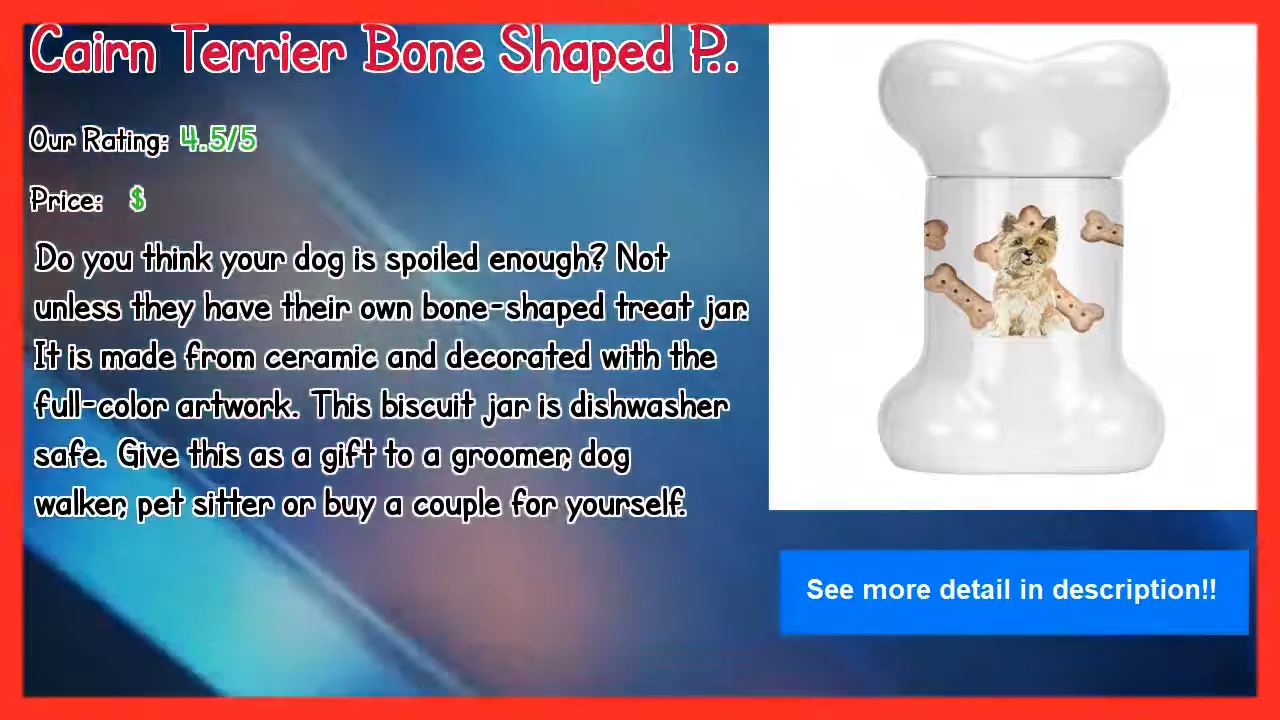 Cairn Terrier Bone Shaped P..
Our Rating: 4.5/5
Price: $
Do you think your dog is spoiled enough? Not
unless they have their own bone-shaped treat jar.
It is made from ceramic and decorated with the
full-color artwork. This biscuit jar is dishwasher
safe. Give this as a gift to a groomer, dog
walker, pet sitter or buy a couple for yourself.
See more detail in description!!